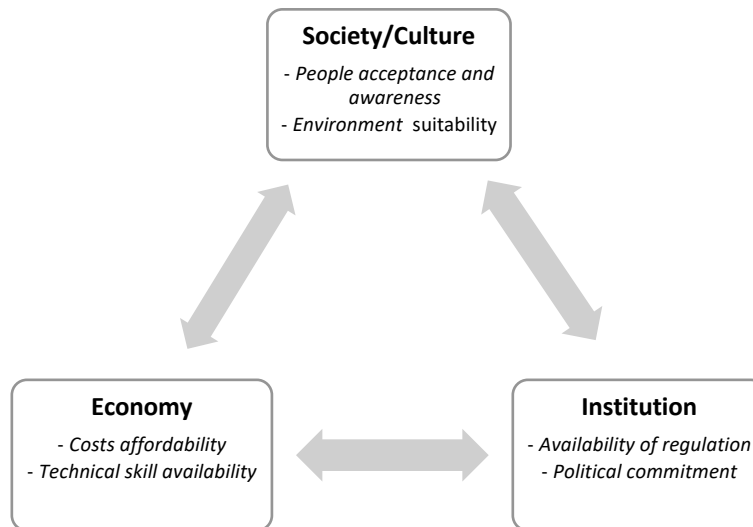 Society/Culture
- People acceptance and
awareness
- Environment suitability
Economy
- Costs affordability
- Technical skill availability
Institution
- Availability of regulation
- Political commitment